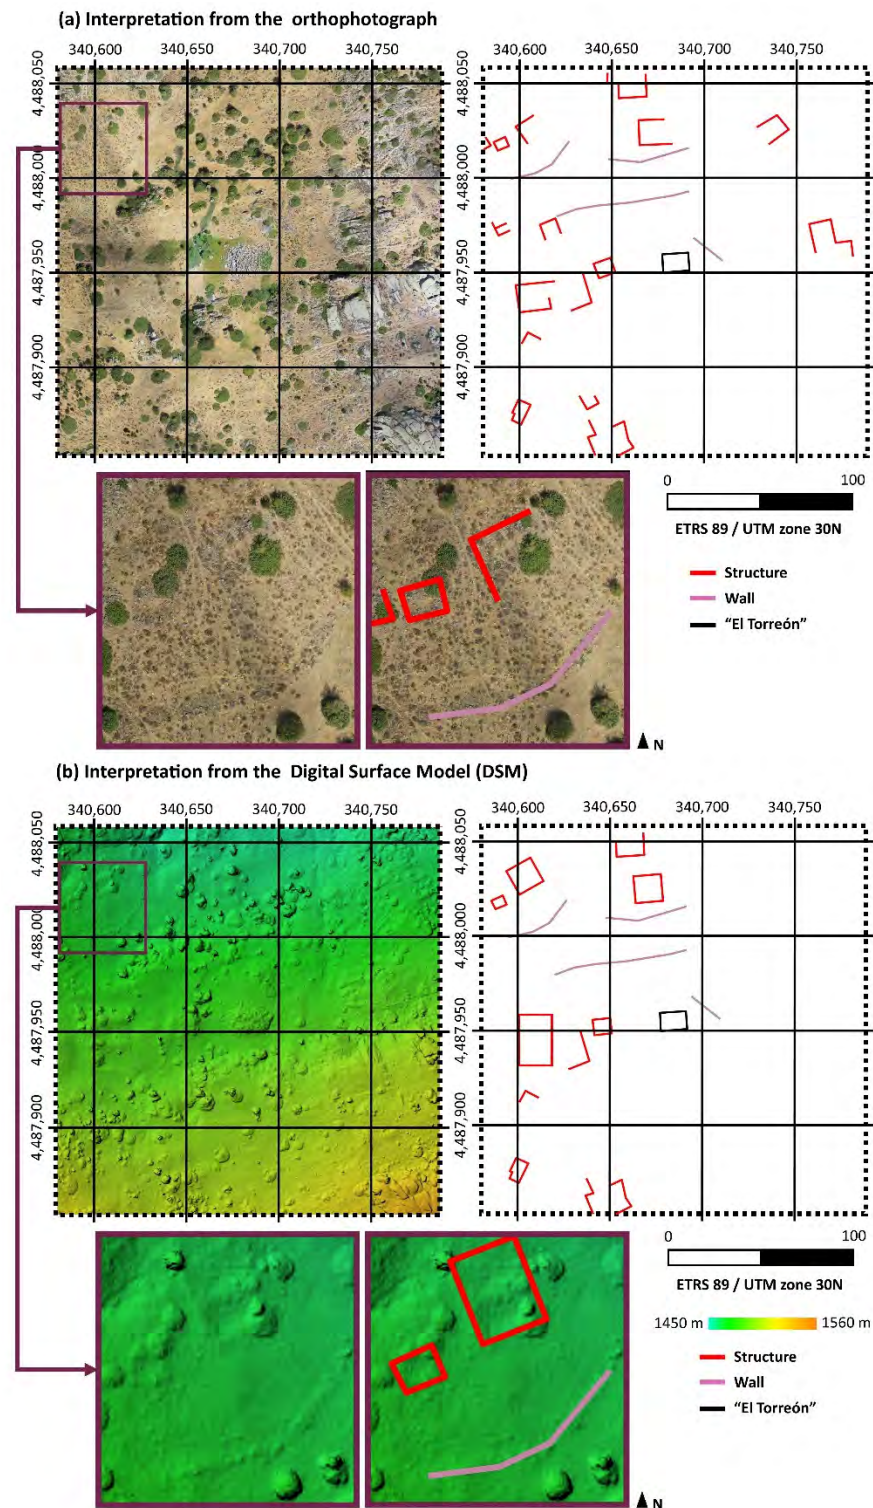 (a) Interpretation from the orthophotograph
340,600 340,650 340,700 340,750 340,600 340,650 340,700 340,750
4,488,050 4,488,050
4,488,000 4,488,000
4,487,950 4,487,950
4,487,900 4,487,900
0 100
ETRS 89 / UTM zone 30N
Structure
Wall
“El Torreón”
N
(b) Interpretation from the Digital Surface Model (DSM)
340,600 340,650 340,700 340,750 340,600 340,650 340,700 340,750
4,488,050 4,488,050
4,488,000 4,488,000
4,487,950 4,487,950
4,487,900 4,487,900
0 100
ETRS 89 / UTM zone 30N
1450 m 1560 m
Structure
Wall
“El Torreón”
N